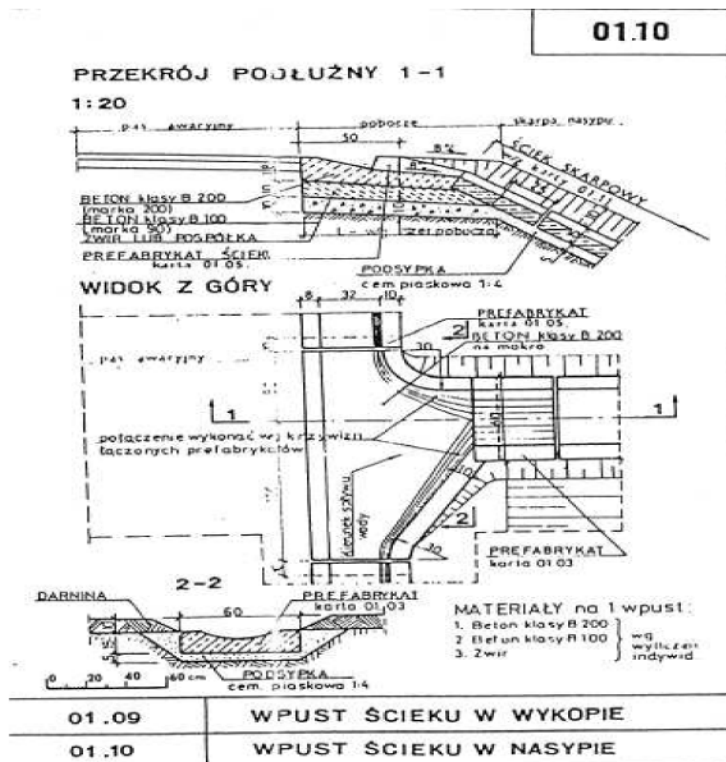 01.10
PRZEKRÓJ PODŁUŻNY 1-1
1:20
pas awaryjny
pobocze
skarpa nasypu
50
8%
ŚCIEK SKARPOWY
BETON klasy B 200
(marka 200)
BETON klasy B 100
(marka 90)
ŻWIR LUB POSPÓŁKA
PREFABRYKAT ŚCIEK
karta 01 05.
PODSYPKA
cem. piaskowa 1:4
WIDOK Z GÓRY
8 32 10
PREFABRYKAT
karta 01 05.
2
BETON klasy B 200
na mokro
30
pas awaryjny
1
1
60
połączenie wykonać wg krzywizn
łączonych prefabrykatów
10
kierunek spływu
wody
2
30
PREFABRYKAT
karta 01 03
2-2
DARNINA
PREFABRYKAT
karta 01.03
60
MATERIAŁY na 1 wpust:
1. Beton klasy B 200
2 Beton klasy B 100
3. Żwir
wg
wyliczeń
indywid.
PODSYPKA
cem. piaskowa 1:4
0 20 40 60 cm
01.09 WPUST ŚCIEKU W WYKOPIE
01.10 WPUST ŚCIEKU W NASYPIE